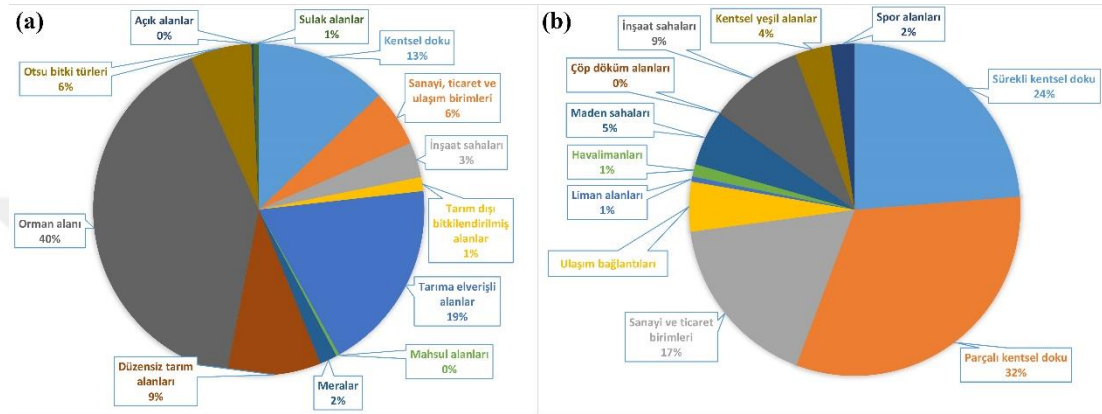 (a)
Açık alanlar
0%
Sulak alanlar
1%
Kentsel doku
13%
Sanayi, ticaret ve
ulaşım birimleri
6%
İnşaat sahaları
3%
Tarım dışı
bitkilendirilmiş
alanlar
1%
Tarıma elverişli
alanlar
19%
Mahsul alanları
0%
Meralar
2%
Düzensiz tarım
alanları
9%
Orman alanı
40%
Otsu bitki türleri
6%
(b)
Kentsel yeşil alanlar
4%
Spor alanları
2%
Sürekli kentsel doku
24%
Parçalı kentsel doku
32%
Sanayi ve ticaret
birimleri
17%
Ulaşım bağlantıları
Liman alanları
1%
Havalimanları
1%
Maden sahaları
5%
Çöp döküm alanları
0%
İnşaat sahaları
9%